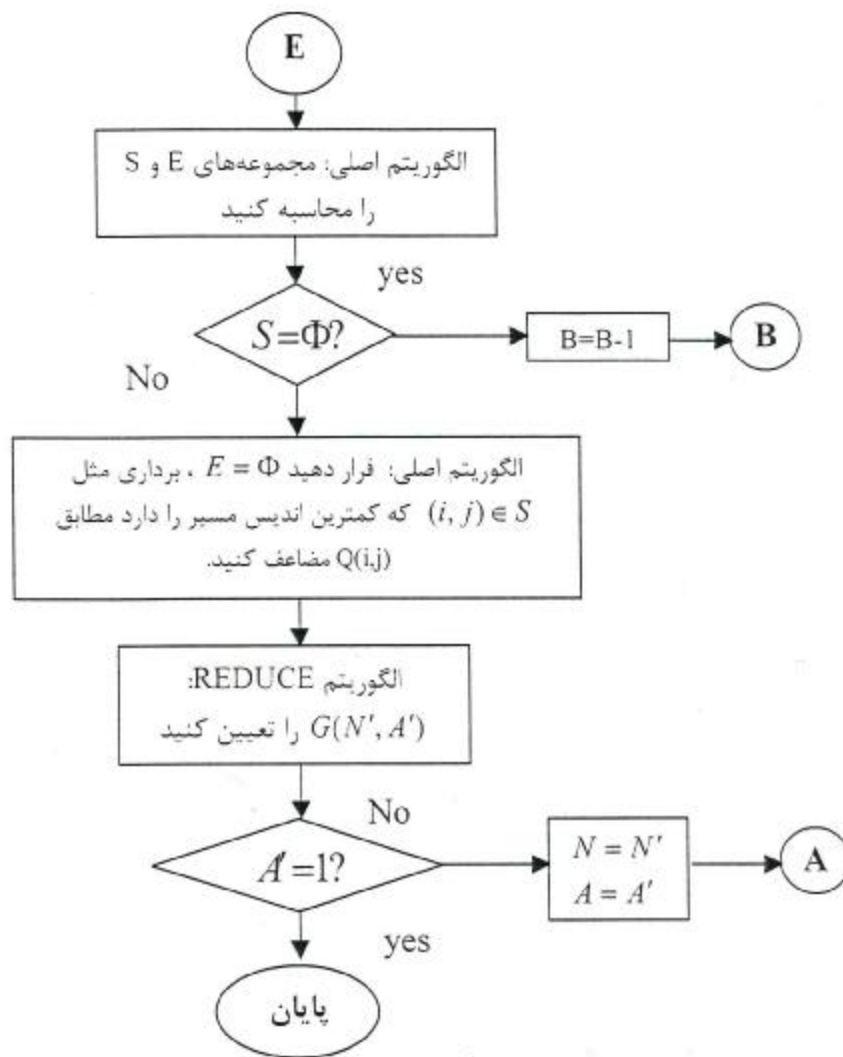 E
الگوریتم اصلی: مجموعه‌های E و S
را محاسبه کنید
yes
S=Φ?
B=B-1
B
No
الگوریتم اصلی: قرار دهید E = Φ ، برداری مثل
(i, j) ∈ S که کمترین اندیس مسیر را دارد مطابق
Q(i,j) مضاعف کنید.
الگوریتم REDUCE:
G(N′, A′) را تعیین کنید
No
A′=1?
N = N′
A = A′
A
yes
پایان